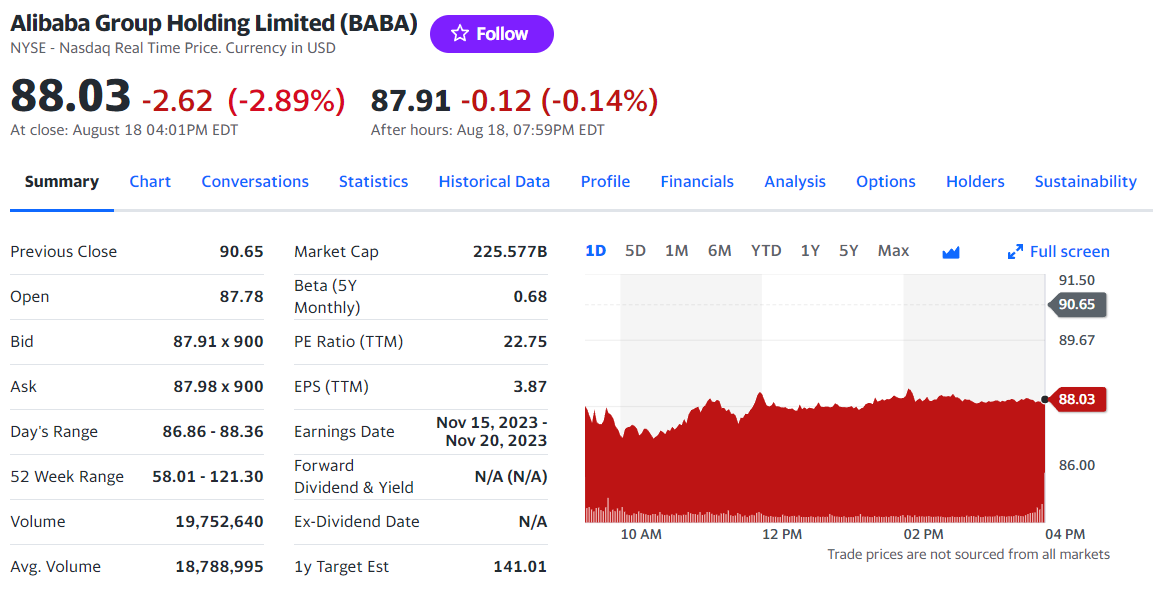 Alibaba Group Holding Limited (BABA)
Follow
NYSE - Nasdaq Real Time Price. Currency in USD
88.03 -2.62 (-2.89%) 87.91 -0.12 (-0.14%)
At close: August 18 04:01PM EDT After hours: Aug 18, 07:59PM EDT
Summary Chart Conversations Statistics Historical Data Profile Financials Analysis Options Holders Sustainability
Previous Close 90.65
Open 87.78
Bid 87.91 x 900
Ask 87.98 x 900
Day's Range 86.86 - 88.36
52 Week Range 58.01 - 121.30
Volume 19,752,640
Avg. Volume 18,788,995
Market Cap 225.577B
Beta (5Y
Monthly) 0.68
PE Ratio (TTM) 22.75
EPS (TTM) 3.87
Earnings Date Nov 15, 2023 -
Nov 20, 2023
Forward
Dividend & Yield N/A (N/A)
Ex-Dividend Date N/A
1y Target Est 141.01
1D 5D 1M 6M YTD 1Y 5Y Max Full screen
91.50
90.65
89.67
88.03
86.00
10 AM 12 PM 02 PM 04 PM
Trade prices are not sourced from all markets